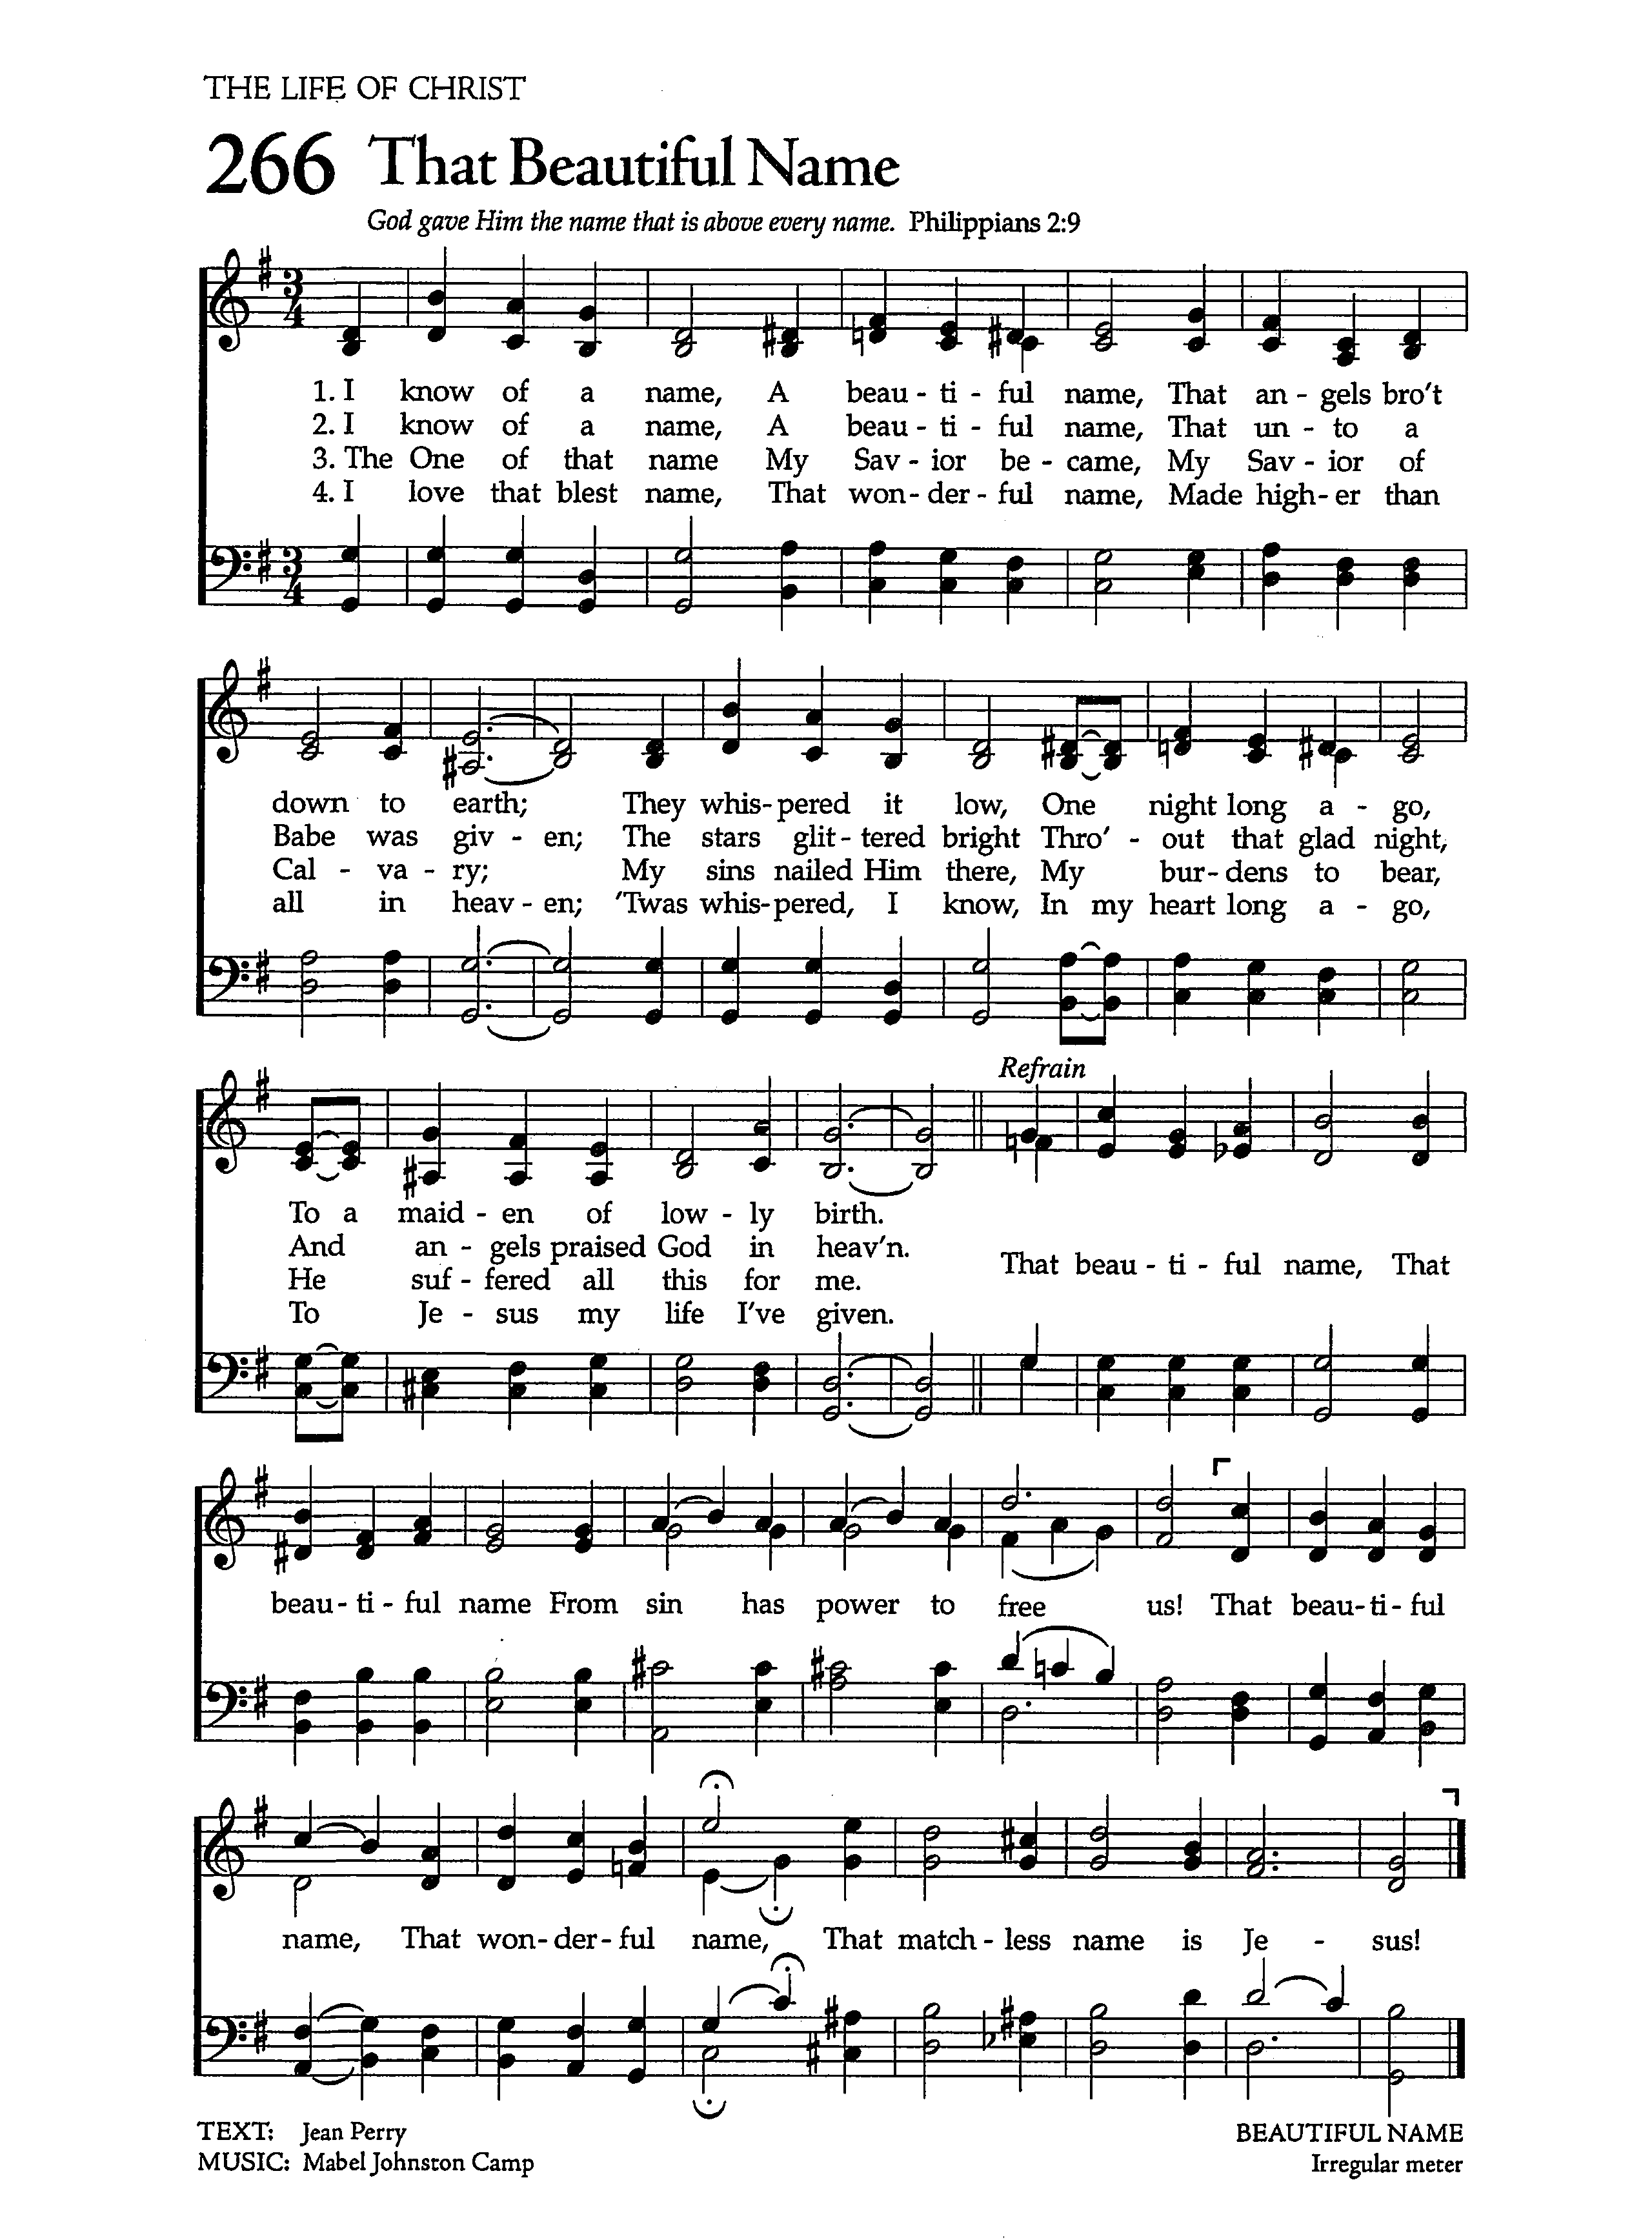 THE LIFE OF CHRIST
266 That Beautiful Name
God gave Him the name that is above every name. Philippians 2:9
1. I know of a name, A beau - ti - ful name, That an - gels bro't
2. I know of a name, A beau - ti - ful name, That un - to a
3. The One of that name My Sav - ior be - came, My Sav - ior of
4. I love that blest name, That won - der - ful name, Made high - er than
down to earth; They whis - pered it low, One night long a - go,
Babe was giv - en; The stars glit - tered bright Thro' - out that glad night,
Cal - va - ry; My sins nailed Him there, My bur - dens to bear,
all in heav - en; 'Twas whis - pered, I know, In my heart long a - go,
Refrain
To a maid - en of low - ly birth.
And an - gels praised God in heav'n.
He suf - fered all this for me.
To Je - sus my life I've given.
That beau - ti - ful name, That
beau - ti - ful name From sin has power to free us! That beau - ti - ful
name, That won - der - ful name, That match - less name is Je - sus!
TEXT: Jean Perry
MUSIC: Mabel Johnston Camp
BEAUTIFUL NAME
Irregular meter